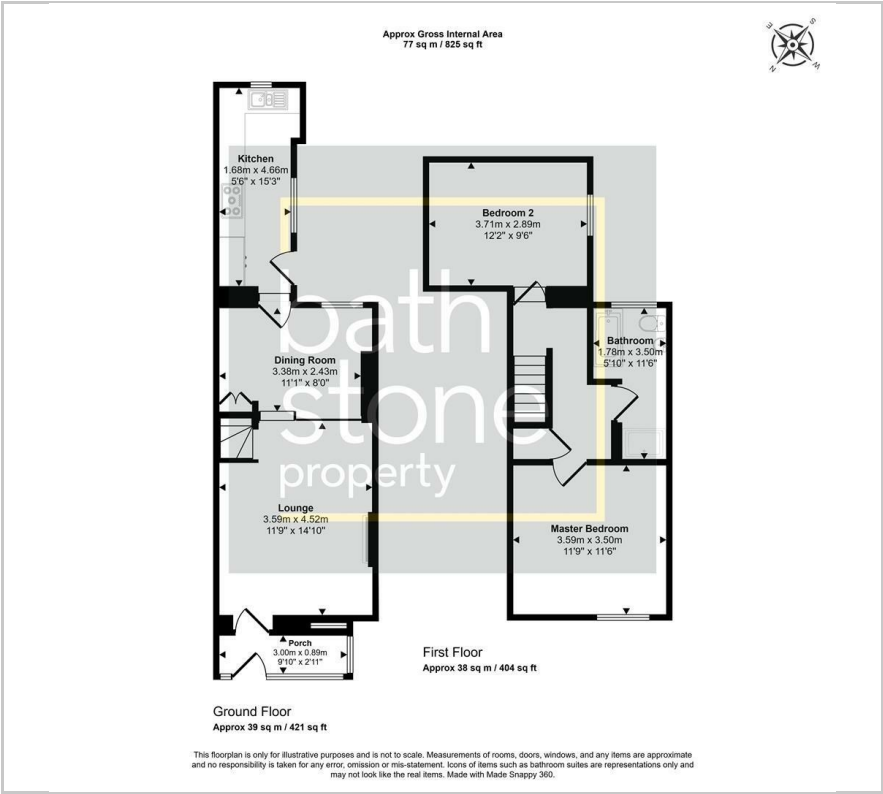 Approx Gross Internal Area
77 sq m / 825 sq ft
S
E
W
N
Kitchen
1.68m x 4.66m
5'6" x 15'3"
Bedroom 2
3.71m x 2.89m
12'2" x 9'6"
bath
stone
property
Dining Room
3.38m x 2.43m
11'1" x 8'0"
Bathroom
1.78m x 3.50m
5'10" x 11'6"
Lounge
3.59m x 4.52m
11'9" x 14'10"
Master Bedroom
3.59m x 3.50m
11'9" x 11'6"
Porch
3.00m x 0.89m
9'10" x 2'11"
First Floor
Approx 38 sq m / 404 sq ft
Ground Floor
Approx 39 sq m / 421 sq ft
This floorplan is only for illustrative purposes and is not to scale. Measurements of rooms, doors, windows, and any items are approximate
and no responsibility is taken for any error, omission or mis-statement. Icons of items such as bathroom suites are representations only and
may not look like the real items. Made with Made Snappy 360.